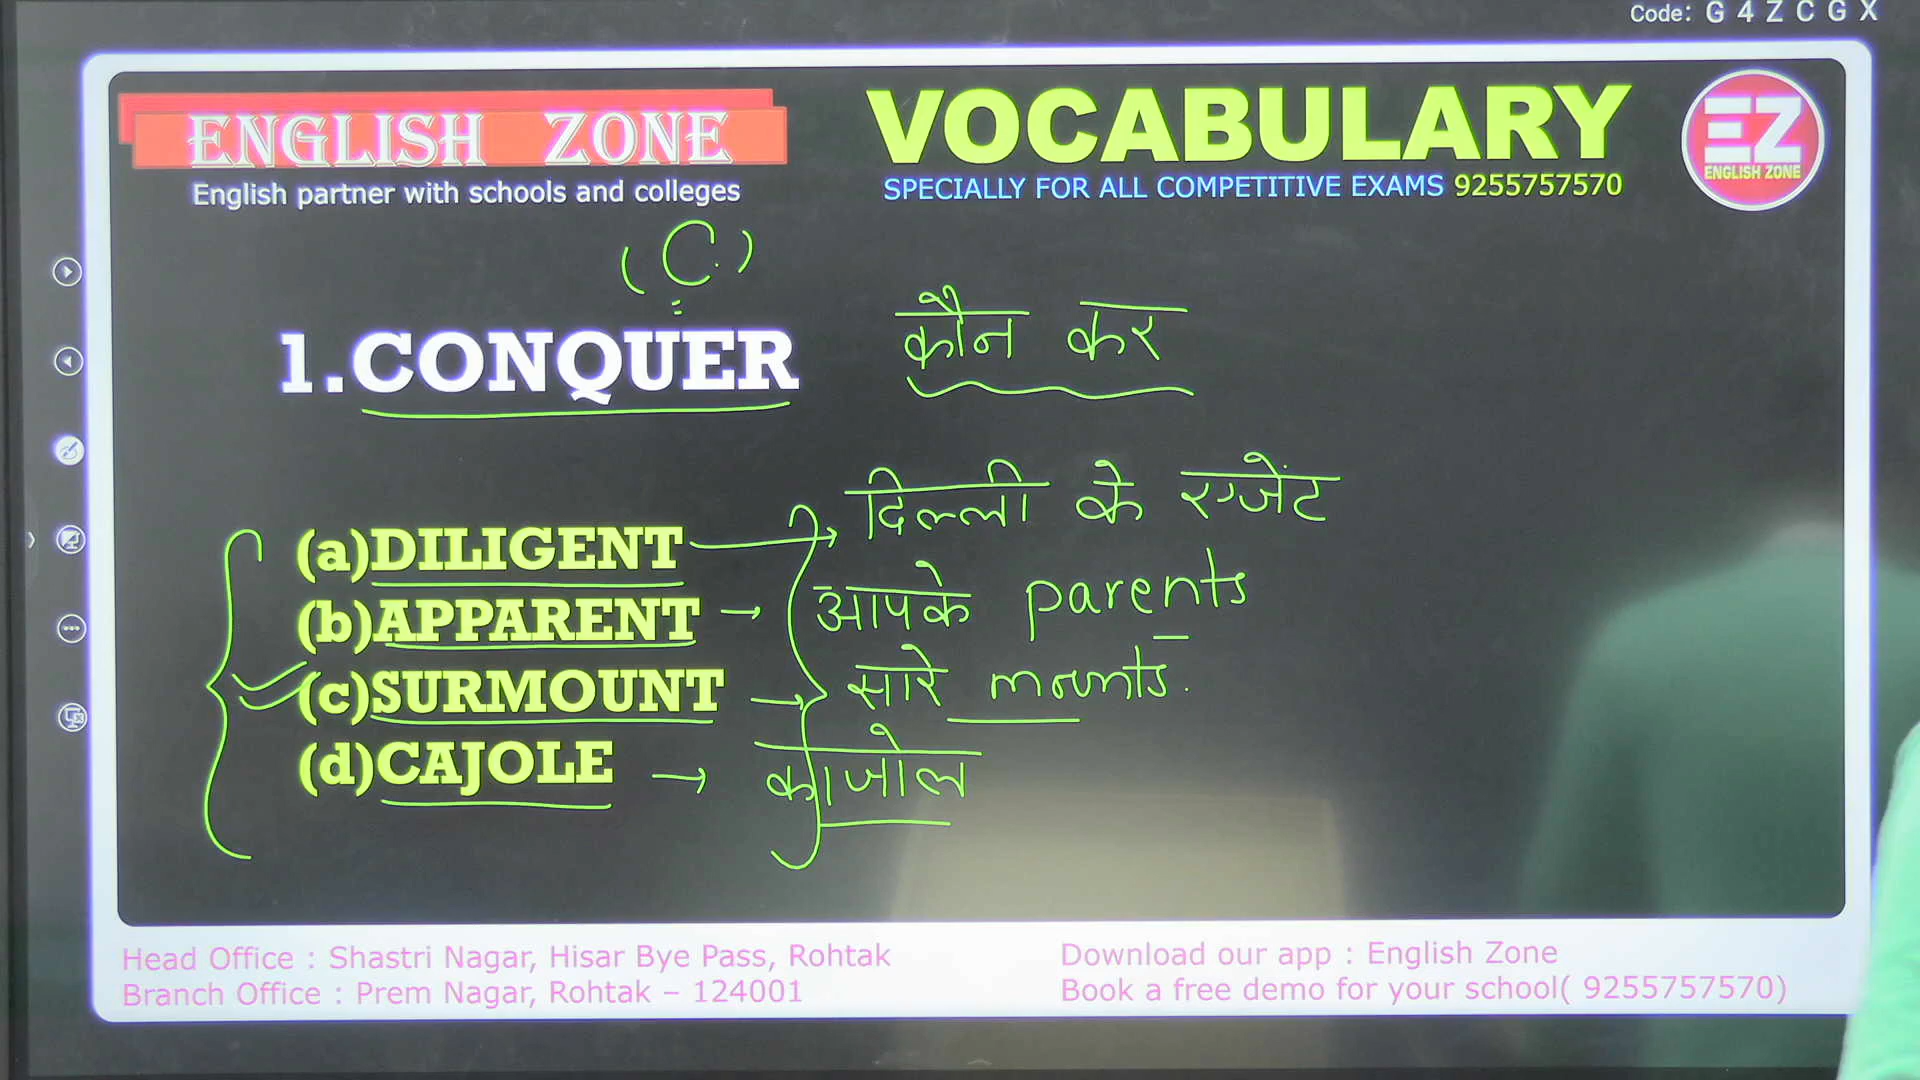 Code: G 4 Z C G X
ENGLISH ZONE
English partner with schools and colleges
VOCABULARY
SPECIALLY FOR ALL COMPETITIVE EXAMS 9255757570
EZ
ENGLISH ZONE
(C)
1.CONQUER कौन कर
(a)DILIGENT → दिल्ली के एजेंट
(b)APPARENT → आपके parents
(c)SURMOUNT → सारे mounts.
(d)CAJOLE → काजोल
Head Office : Shastri Nagar, Hisar Bye Pass, Rohtak
Branch Office : Prem Nagar, Rohtak – 124001
Download our app : English Zone
Book a free demo for your school( 9255757570)